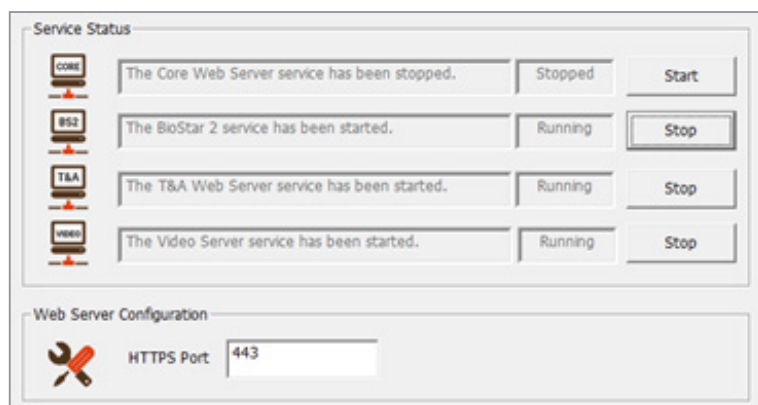 Service Status
CORE
The Core Web Server service has been stopped. Stopped Start
BS2
The BioStar 2 service has been started. Running Stop
T&A
The T&A Web Server service has been started. Running Stop
VIDEO
The Video Server service has been started. Running Stop
Web Server Configuration
HTTPS Port 443